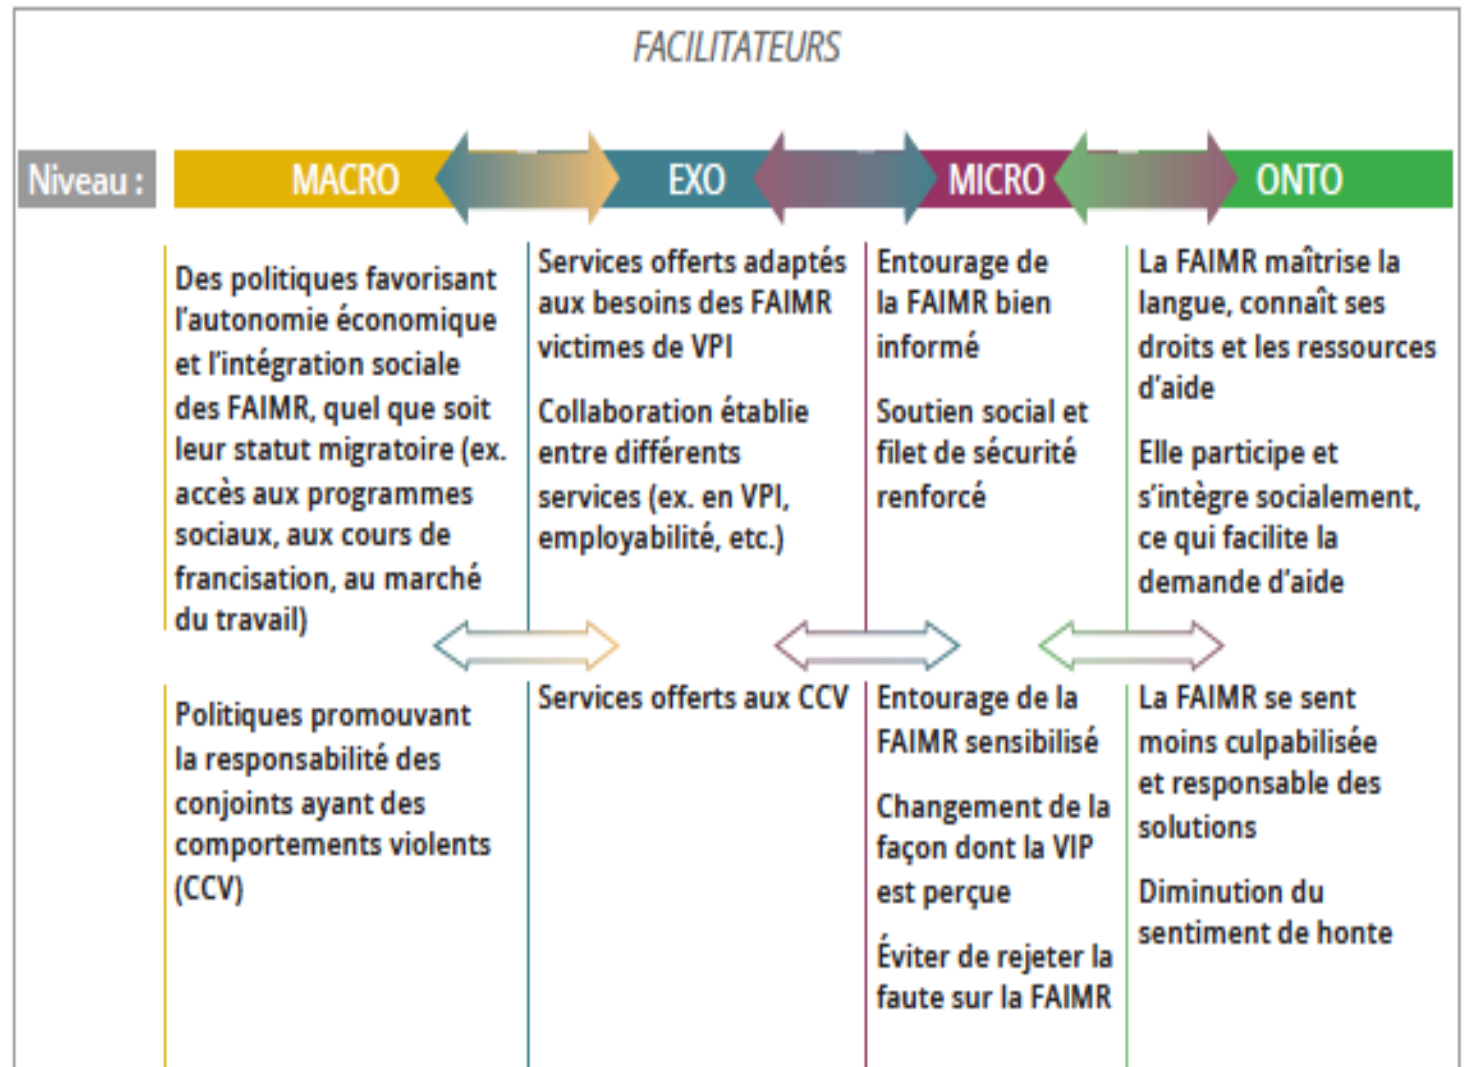 FACILITATEURS
Niveau :
MACRO
EXO
MICRO
ONTO
Des politiques favorisant
l'autonomie économique
et l'intégration sociale
des FAIMR, quel que soit
leur statut migratoire (ex.
accès aux programmes
sociaux, aux cours de
francisation, au marché
du travail)
Services offerts adaptés
aux besoins des FAIMR
victimes de VPI
Collaboration établie
entre différents
services (ex. en VPI,
employabilité, etc.)
Entourage de
la FAIMR bien
informé
Soutien social et
filet de sécurité
renforcé
La FAIMR maîtrise la
langue, connaît ses
droits et les ressources
d'aide
Elle participe et
s'intègre socialement,
ce qui facilite la
demande d'aide
Politiques promouvant
la responsabilité des
conjoints ayant des
comportements violents
(CCV)
Services offerts aux CCV
Entourage de la
FAIMR sensibilisé
Changement de la
façon dont la VIP
est perçue
Éviter de rejeter la
faute sur la FAIMR
La FAIMR se sent
moins culpabilisée
et responsable des
solutions
Diminution du
sentiment de honte